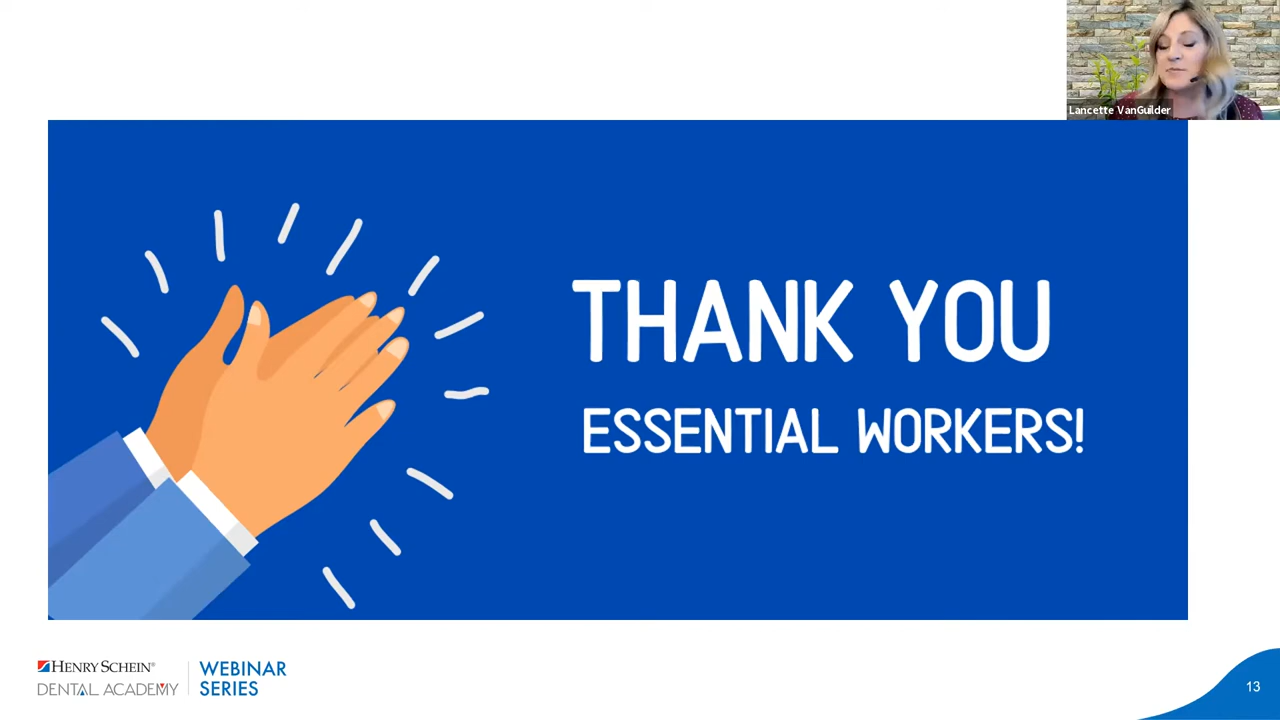 Lancette VanGuilder
THANK YOU
ESSENTIAL WORKERS!
HENRY SCHEIN®
DENTAL ACADEMY
WEBINAR
SERIES
13